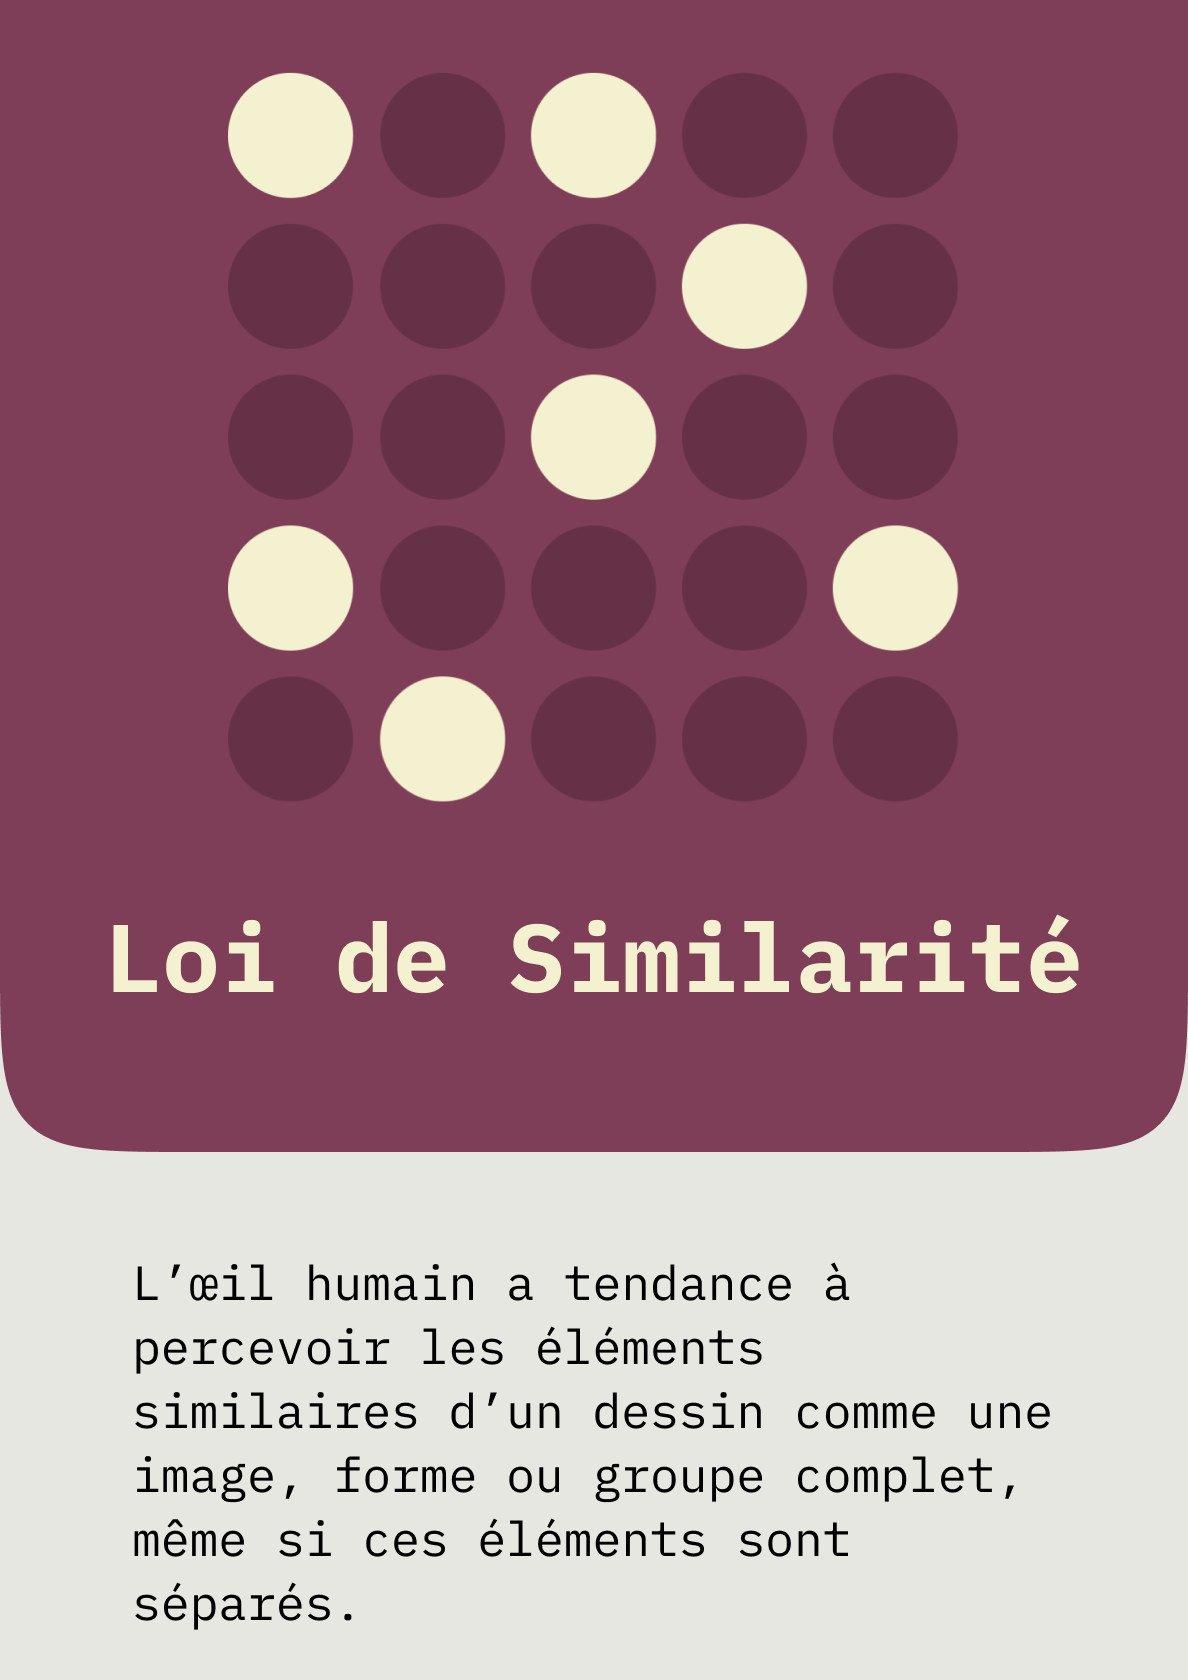 Loi de Similarité
L’œil humain a tendance à
percevoir les éléments
similaires d’un dessin comme une
image, forme ou groupe complet,
même si ces éléments sont
séparés.